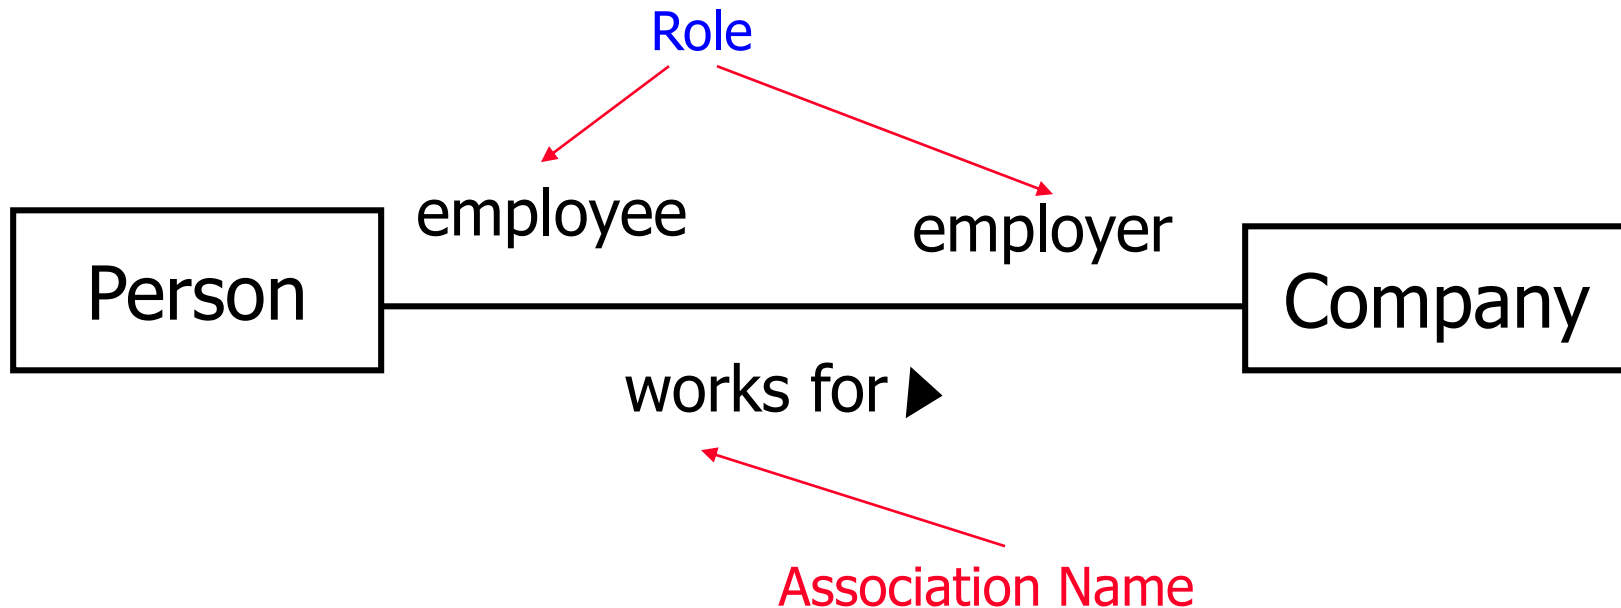 Role
employee
employer
Person
Company
works for
Association Name